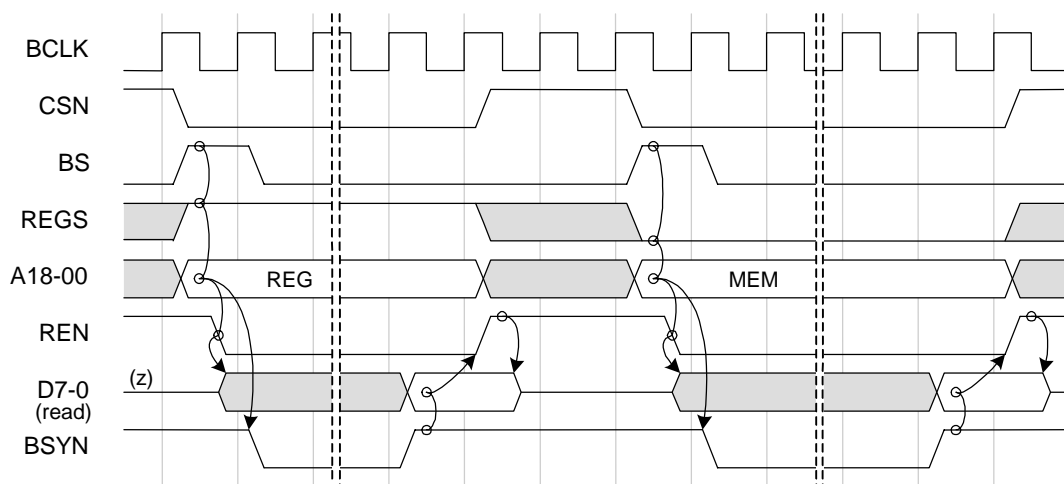 BCLK
CSN
BS
REGS
A18-00
REG
MEM
REN
(z)
D7-0
(read)
BSYN